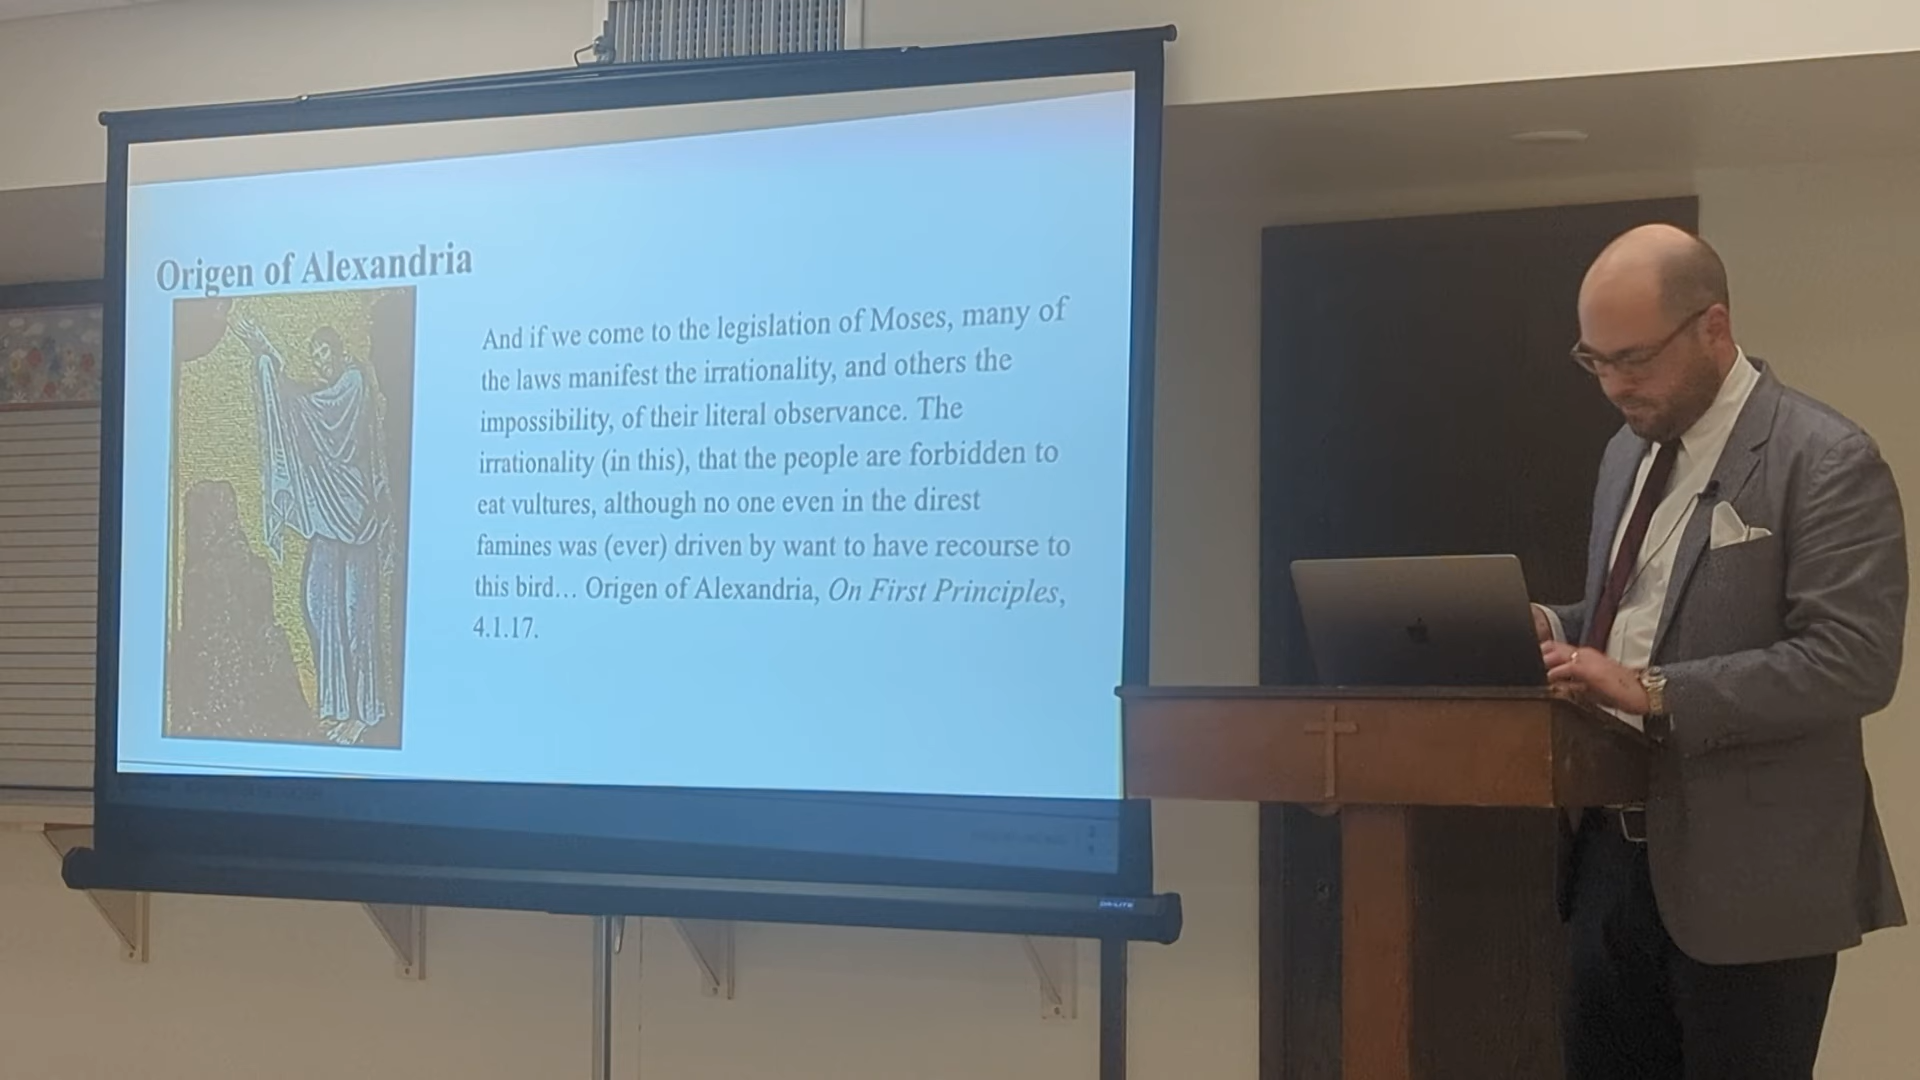 Origen of Alexandria
And if we come to the legislation of Moses, many of
the laws manifest the irrationality, and others the
impossibility, of their literal observance. The
irrationality (in this), that the people are forbidden to
eat vultures, although no one even in the direst
famines was (ever) driven by want to have recourse to
this bird… Origen of Alexandria, On First Principles,
4.1.17.
DA-LITE